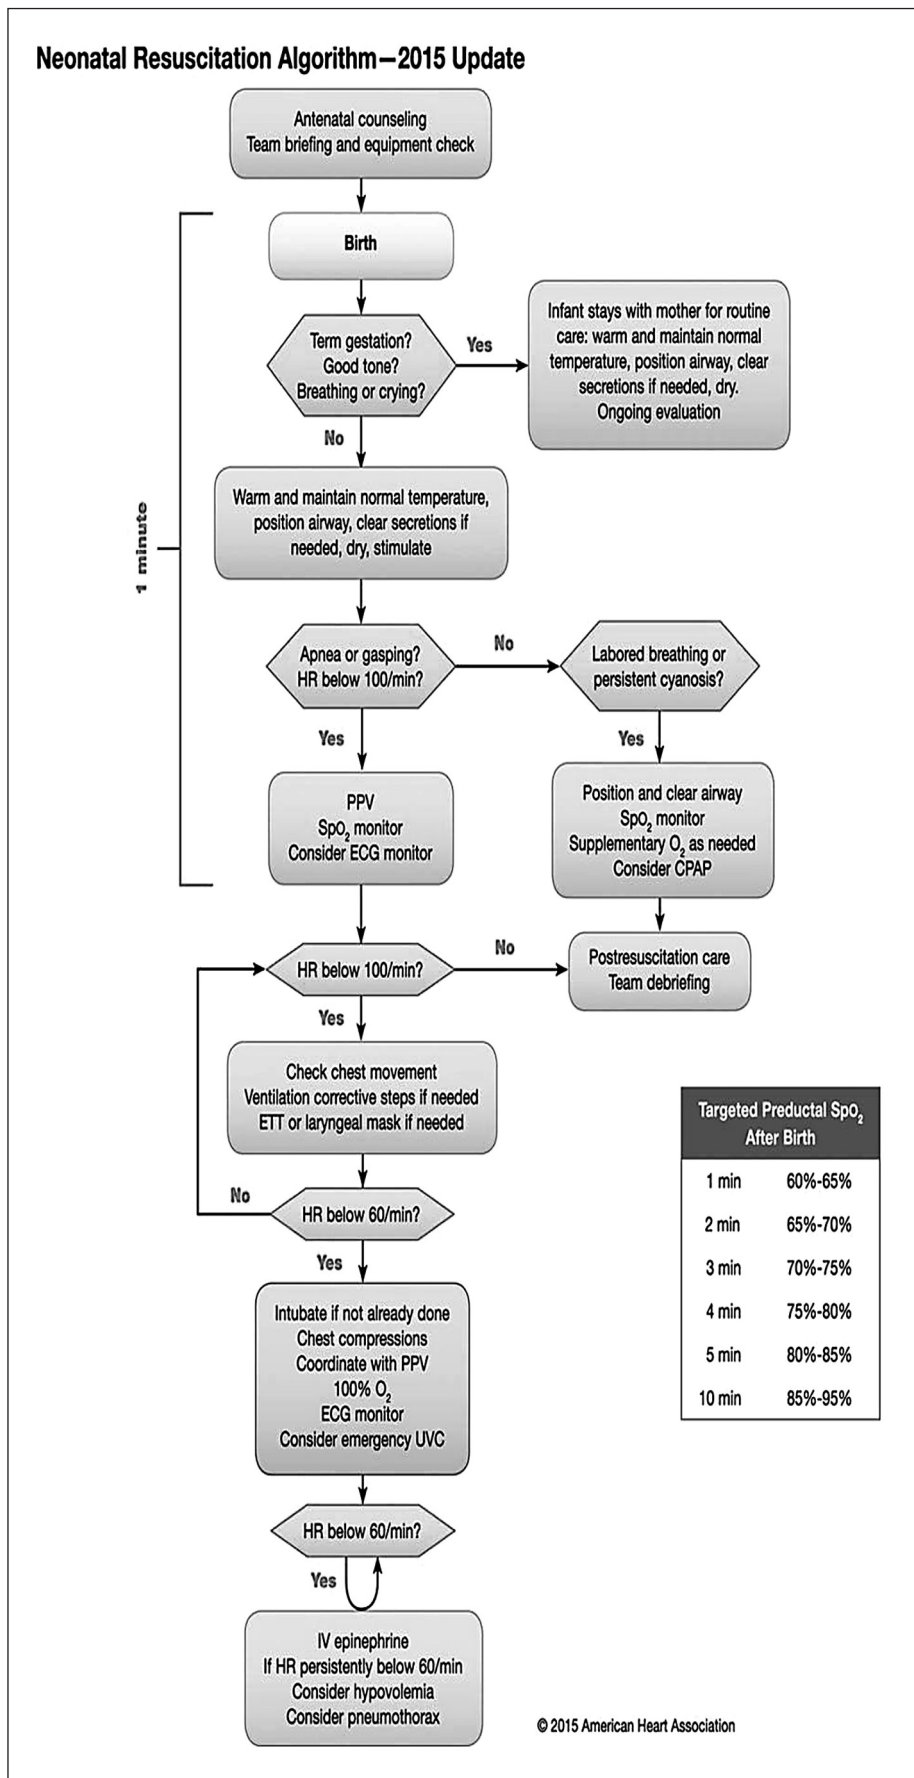 Neonatal Resuscitation Algorithm—2015 Update
Antenatal counseling
Team briefing and equipment check
Birth
Term gestation?
Good tone?
Breathing or crying?
Yes
Infant stays with mother for routine
care: warm and maintain normal
temperature, position airway, clear
secretions if needed, dry.
Ongoing evaluation
No
Warm and maintain normal temperature,
position airway, clear secretions if
needed, dry, stimulate
1 minute
Apnea or gasping?
HR below 100/min?
No
Labored breathing or
persistent cyanosis?
Yes
Yes
PPV
SpO₂ monitor
Consider ECG monitor
Position and clear airway
SpO₂ monitor
Supplementary O₂ as needed
Consider CPAP
HR below 100/min?
No
Postresuscitation care
Team debriefing
Yes
Check chest movement
Ventilation corrective steps if needed
ETT or laryngeal mask if needed
No
HR below 60/min?
Yes
Intubate if not already done
Chest compressions
Coordinate with PPV
100% O₂
ECG monitor
Consider emergency UVC
HR below 60/min?
Yes
IV epinephrine
If HR persistently below 60/min
Consider hypovolemia
Consider pneumothorax
Targeted Preductal SpO₂
After Birth
1 min 60%-65%
2 min 65%-70%
3 min 70%-75%
4 min 75%-80%
5 min 80%-85%
10 min 85%-95%
© 2015 American Heart Association